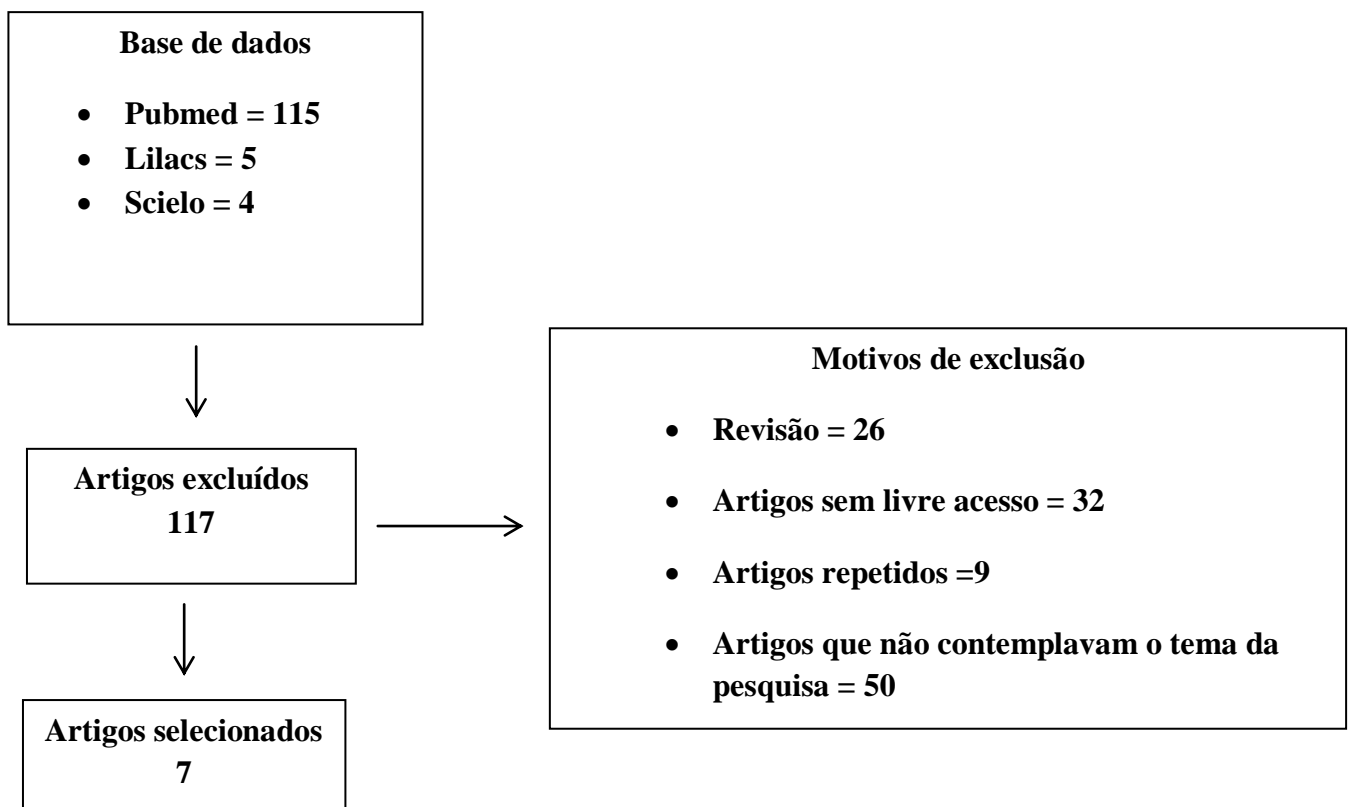 Base de dados
• Pubmed = 115
• Lilacs = 5
• Scielo = 4
Artigos excluídos
117
Motivos de exclusão
• Revisão = 26
• Artigos sem livre acesso = 32
• Artigos repetidos =9
• Artigos que não contemplavam o tema da
pesquisa = 50
Artigos selecionados
7